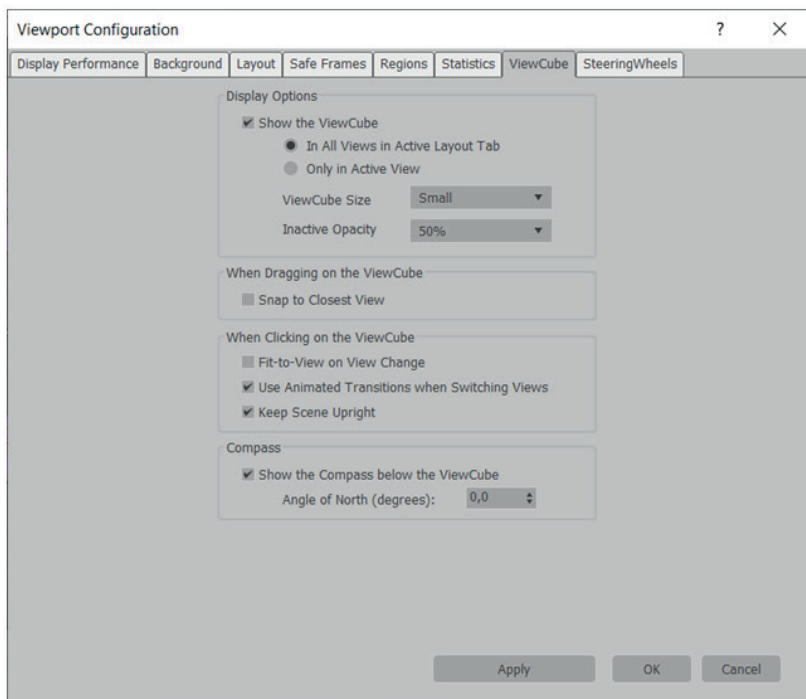 Viewport Configuration ?
Display Performance Background Layout Safe Frames Regions Statistics ViewCube SteeringWheels
Display Options
Show the ViewCube
In All Views in Active Layout Tab
Only in Active View
ViewCube Size Small
Inactive Opacity 50%
When Dragging on the ViewCube
Snap to Closest View
When Clicking on the ViewCube
Fit-to-View on View Change
Use Animated Transitions when Switching Views
Keep Scene Upright
Compass
Show the Compass below the ViewCube
Angle of North (degrees): 0,0
Apply OK Cancel